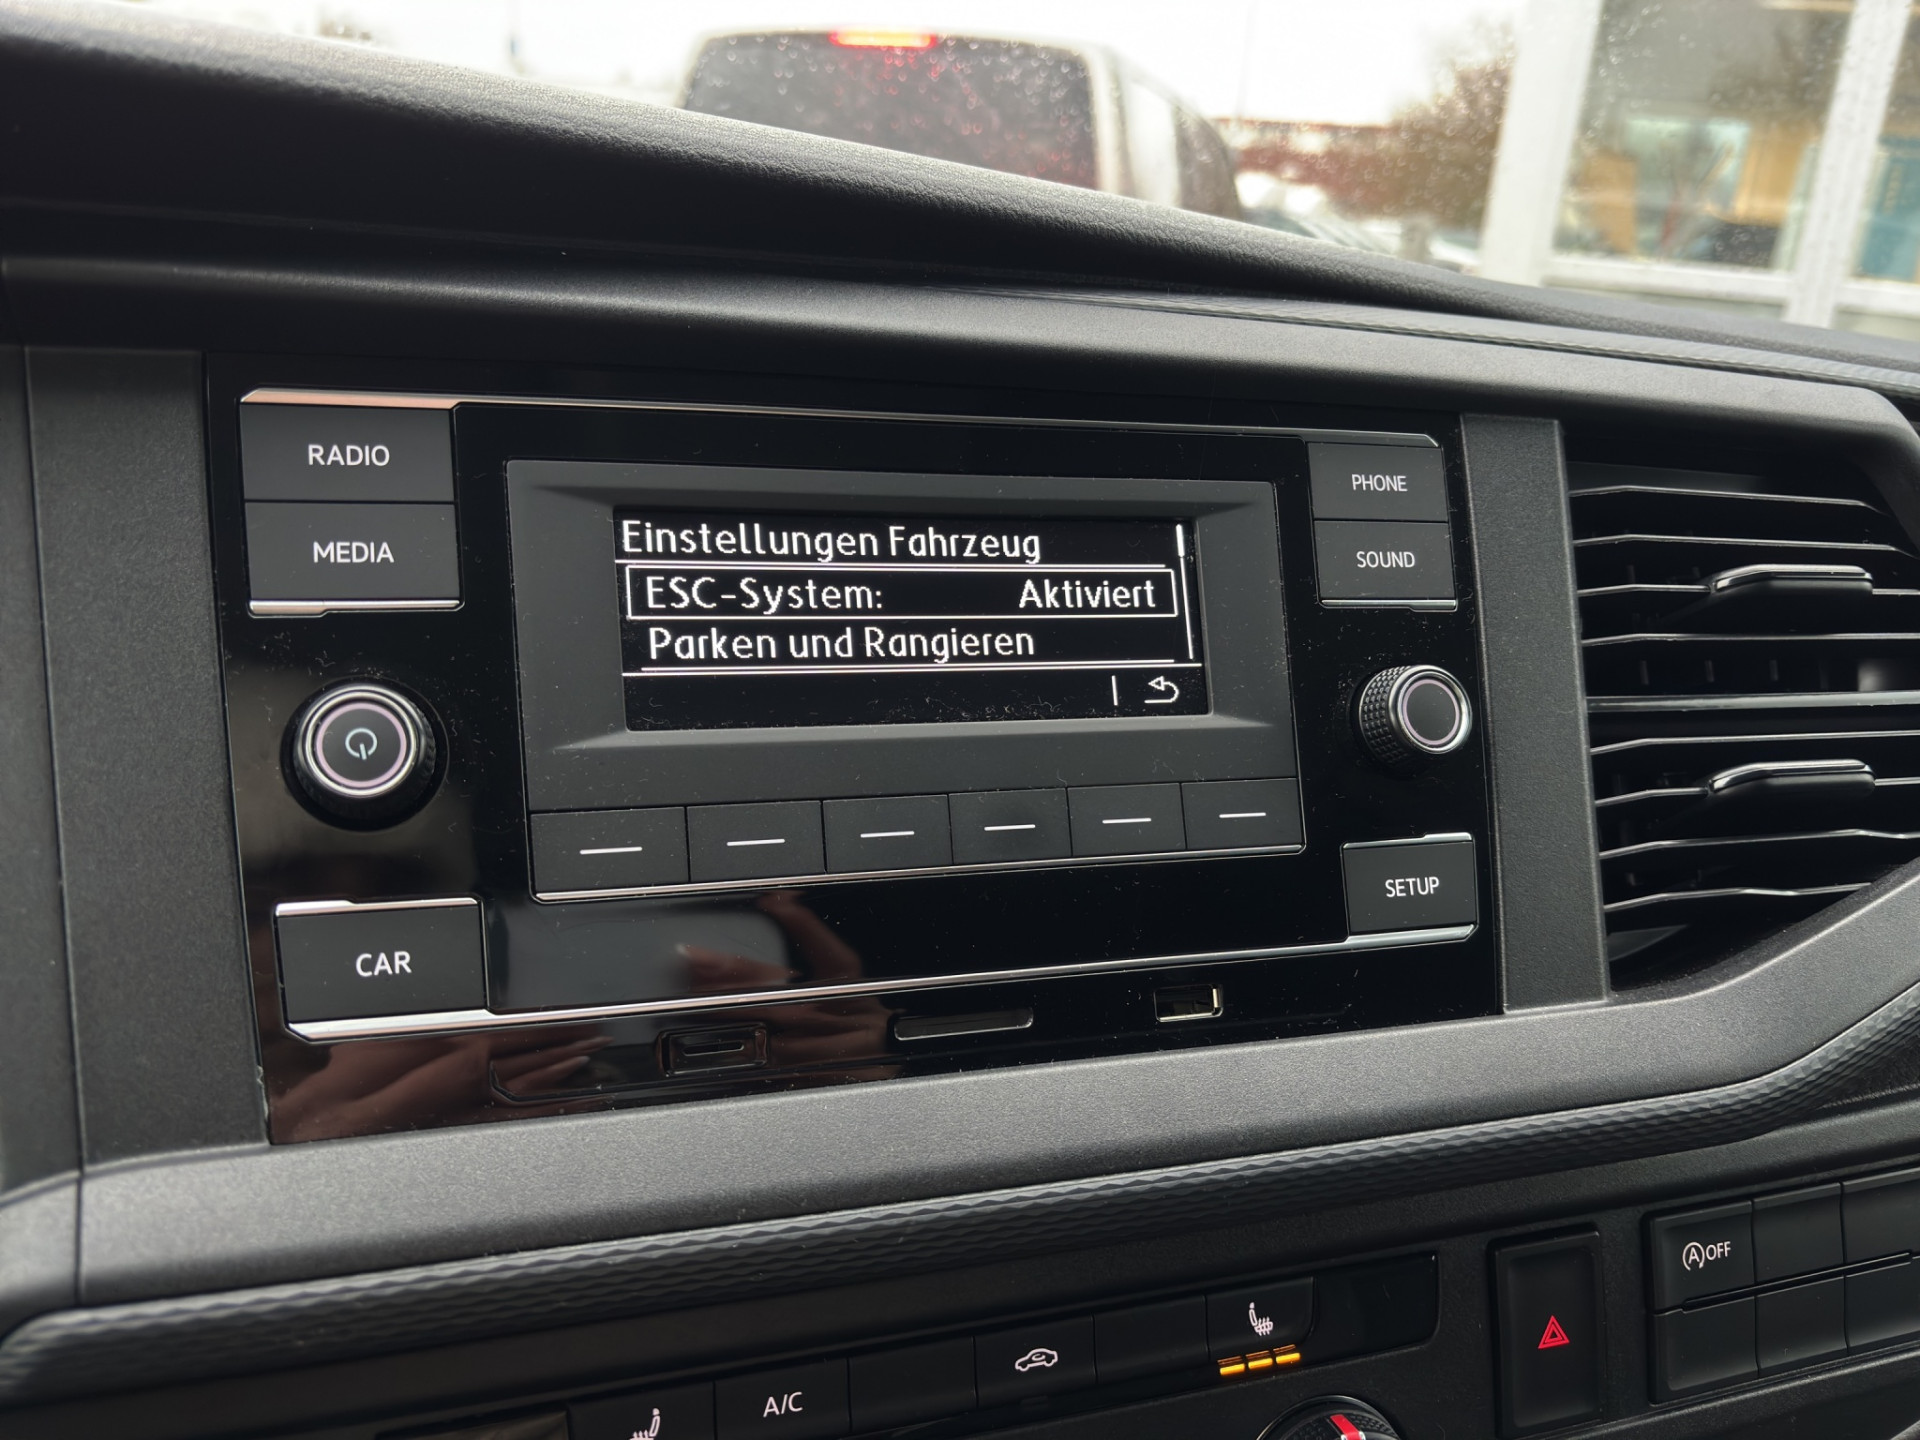 RADIO
MEDIA
PHONE
SOUND
Einstellungen Fahrzeug
ESC-System: Aktiviert
Parken und Rangieren
SETUP
CAR
A OFF
A/C